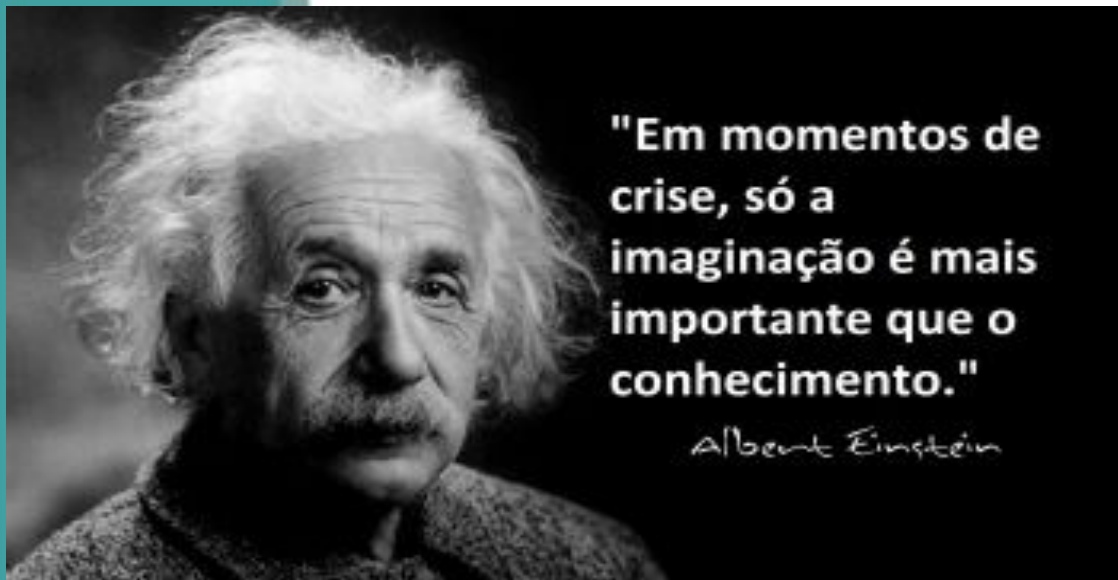 "Em momentos de
crise, só a
imaginação é mais
importante que o
conhecimento."
Albert Einstein